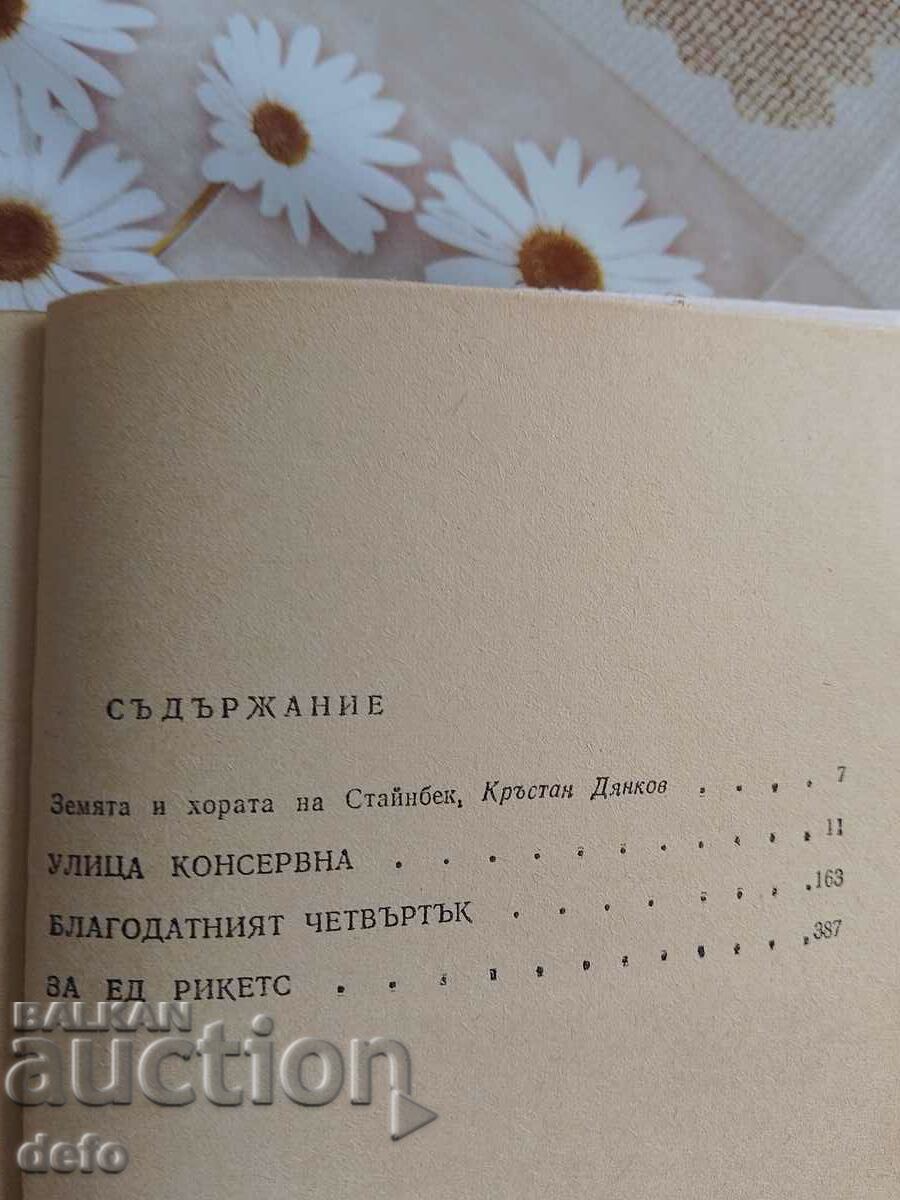 СЪДЪРЖАНИЕ
Земята и хората на Стайнбек, Кръстан Дянков . . . . 7
УЛИЦА КОНСЕРВНА . . . . . . . . . . 11
БЛАГОДАТНИЯТ ЧЕТВЪРТЪК . . . . . . . 163
ЗА ЕД РИКЕТС . . . . . . . . . . . 387
BALKAN
auction
defo